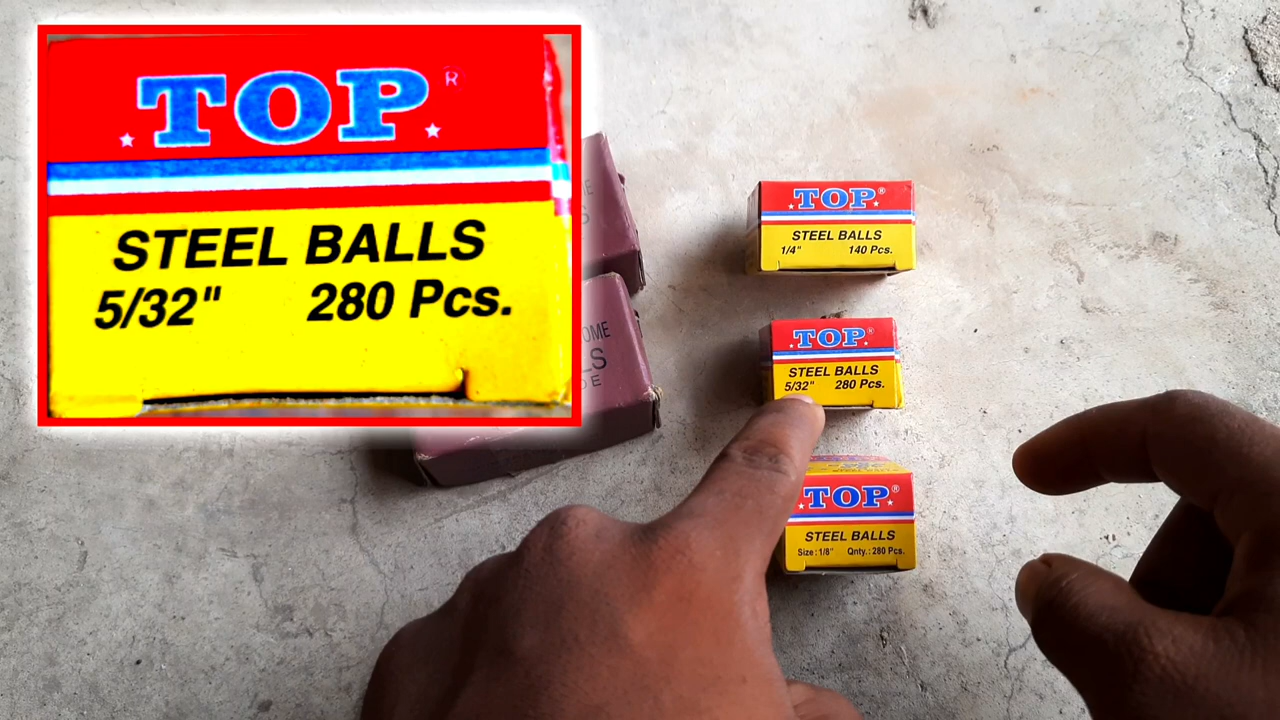 TOP®
STEEL BALLS
5/32" 280 Pcs.
TOP®
STEEL BALLS
1/4" 140 Pcs.
TOP®
STEEL BALLS
5/32" 280 Pcs.
TOP®
STEEL BALLS
Size : 1/8" Qnty. : 280 Pcs.